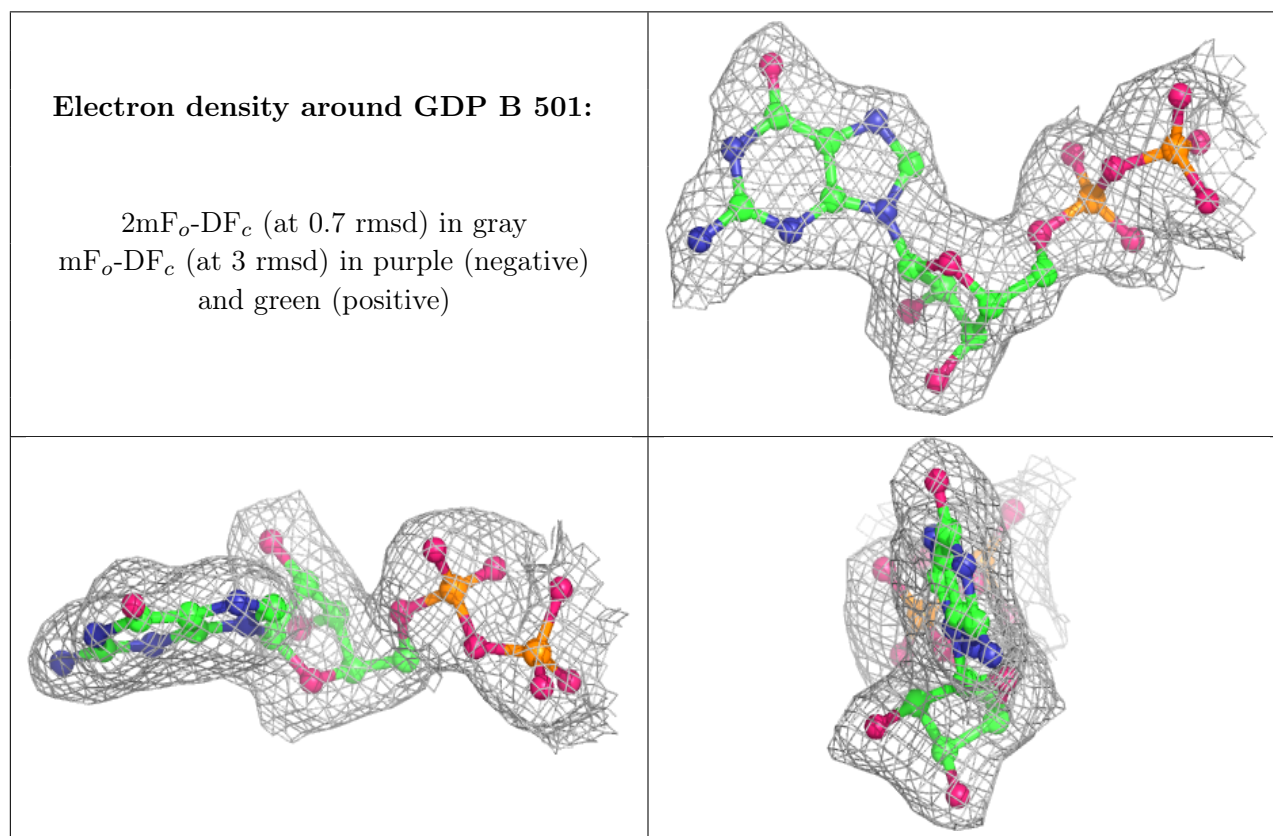 Electron density around GDP B 501:
2mFo-DFc (at 0.7 rmsd) in gray
mFo-DFc (at 3 rmsd) in purple (negative)
and green (positive)